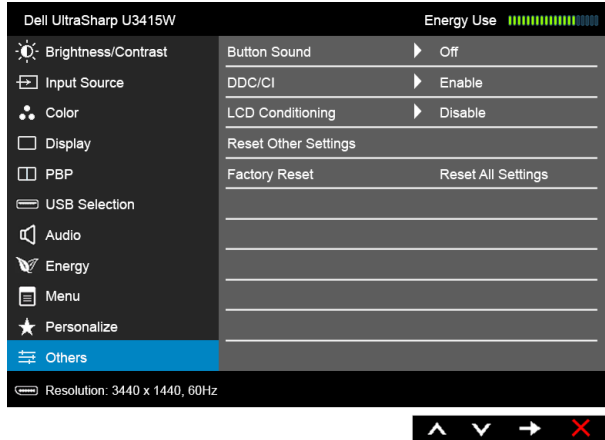 Dell UltraSharp U3415W Energy Use
Brightness/Contrast Button Sound Off
Input Source DDC/CI Enable
Color LCD Conditioning Disable
Display Reset Other Settings
PBP Factory Reset Reset All Settings
USB Selection
Audio
Energy
Menu
Personalize
Others
Resolution: 3440 x 1440, 60Hz